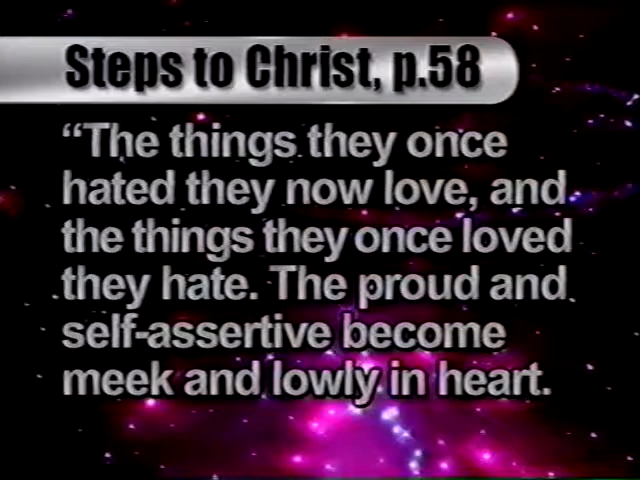 Steps to Christ, p.58
“The things they once
hated they now love, and
the things they once loved
they hate. The proud and
self-assertive become
meek and lowly in heart.